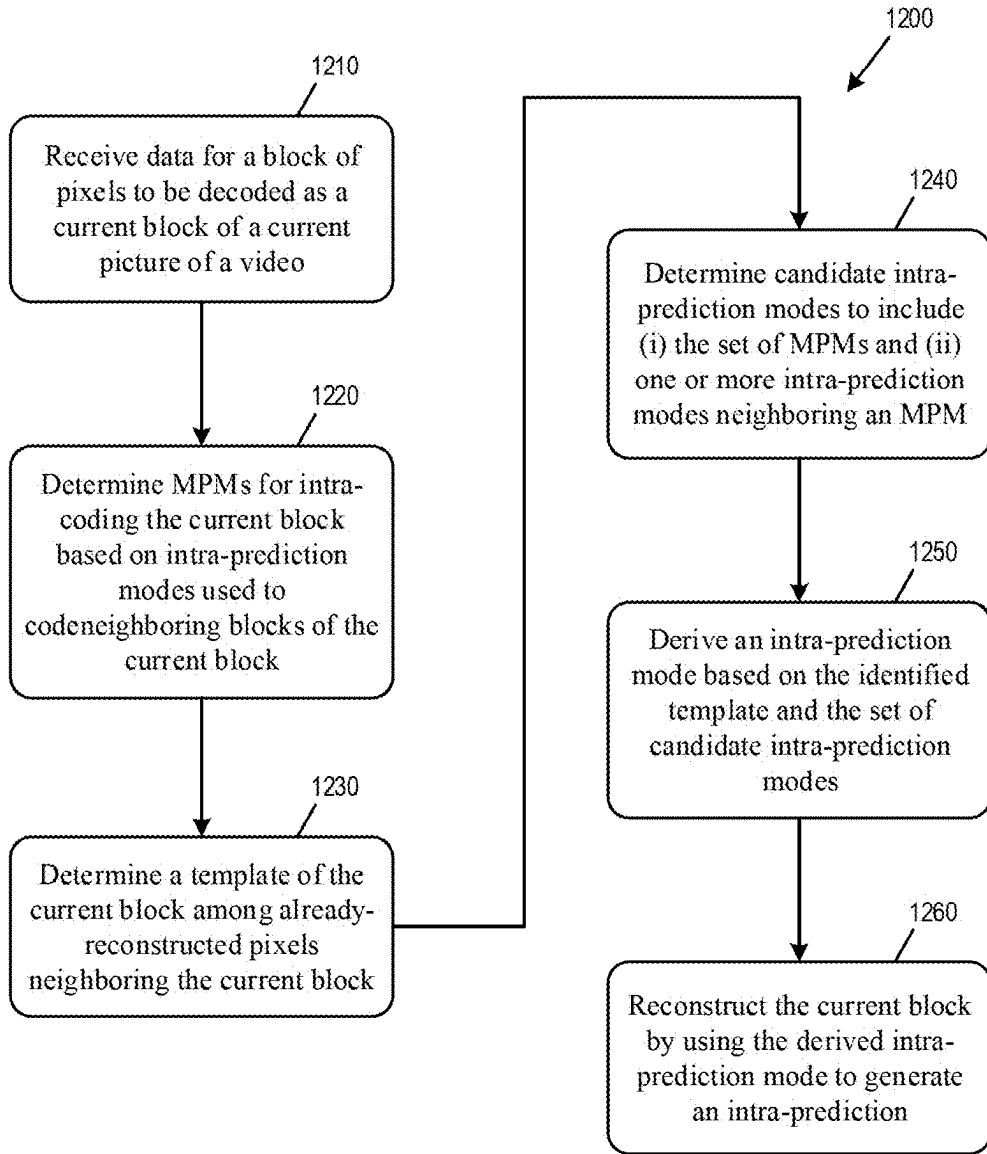 1200
1210
Receive data for a block of
pixels to be decoded as a
current block of a current
picture of a video
1220
Determine MPMs for intra-
coding the current block
based on intra-prediction
modes used to
codeneighboring blocks of the
current block
1230
Determine a template of the
current block among already-
reconstructed pixels
neighboring the current block
1240
Determine candidate intra-
prediction modes to include
(i) the set of MPMs and (ii)
one or more intra-prediction
modes neighboring an MPM
1250
Derive an intra-prediction
mode based on the identified
template and the set of
candidate intra-prediction
modes
1260
Reconstruct the current block
by using the derived intra-
prediction mode to generate
an intra-prediction